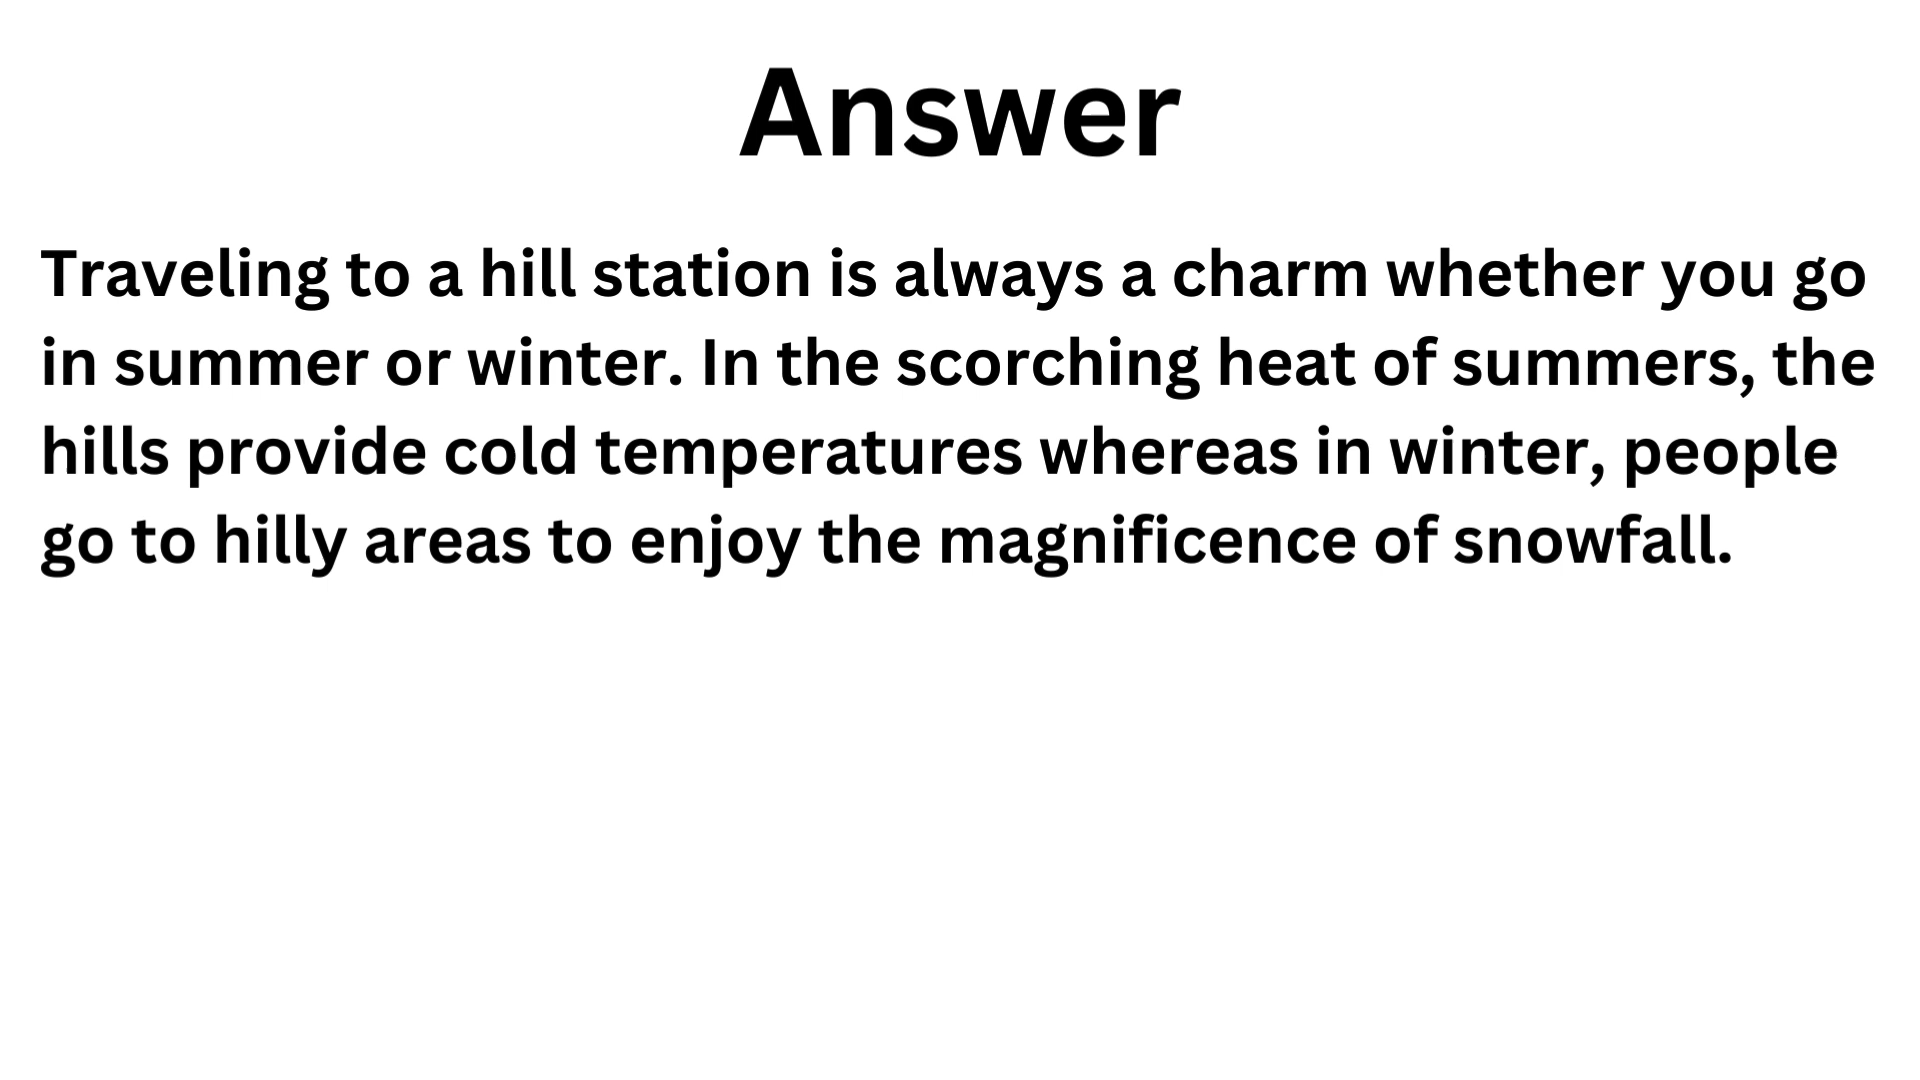 Answer
Traveling to a hill station is always a charm whether you go
in summer or winter. In the scorching heat of summers, the
hills provide cold temperatures whereas in winter, people
go to hilly areas to enjoy the magnificence of snowfall.